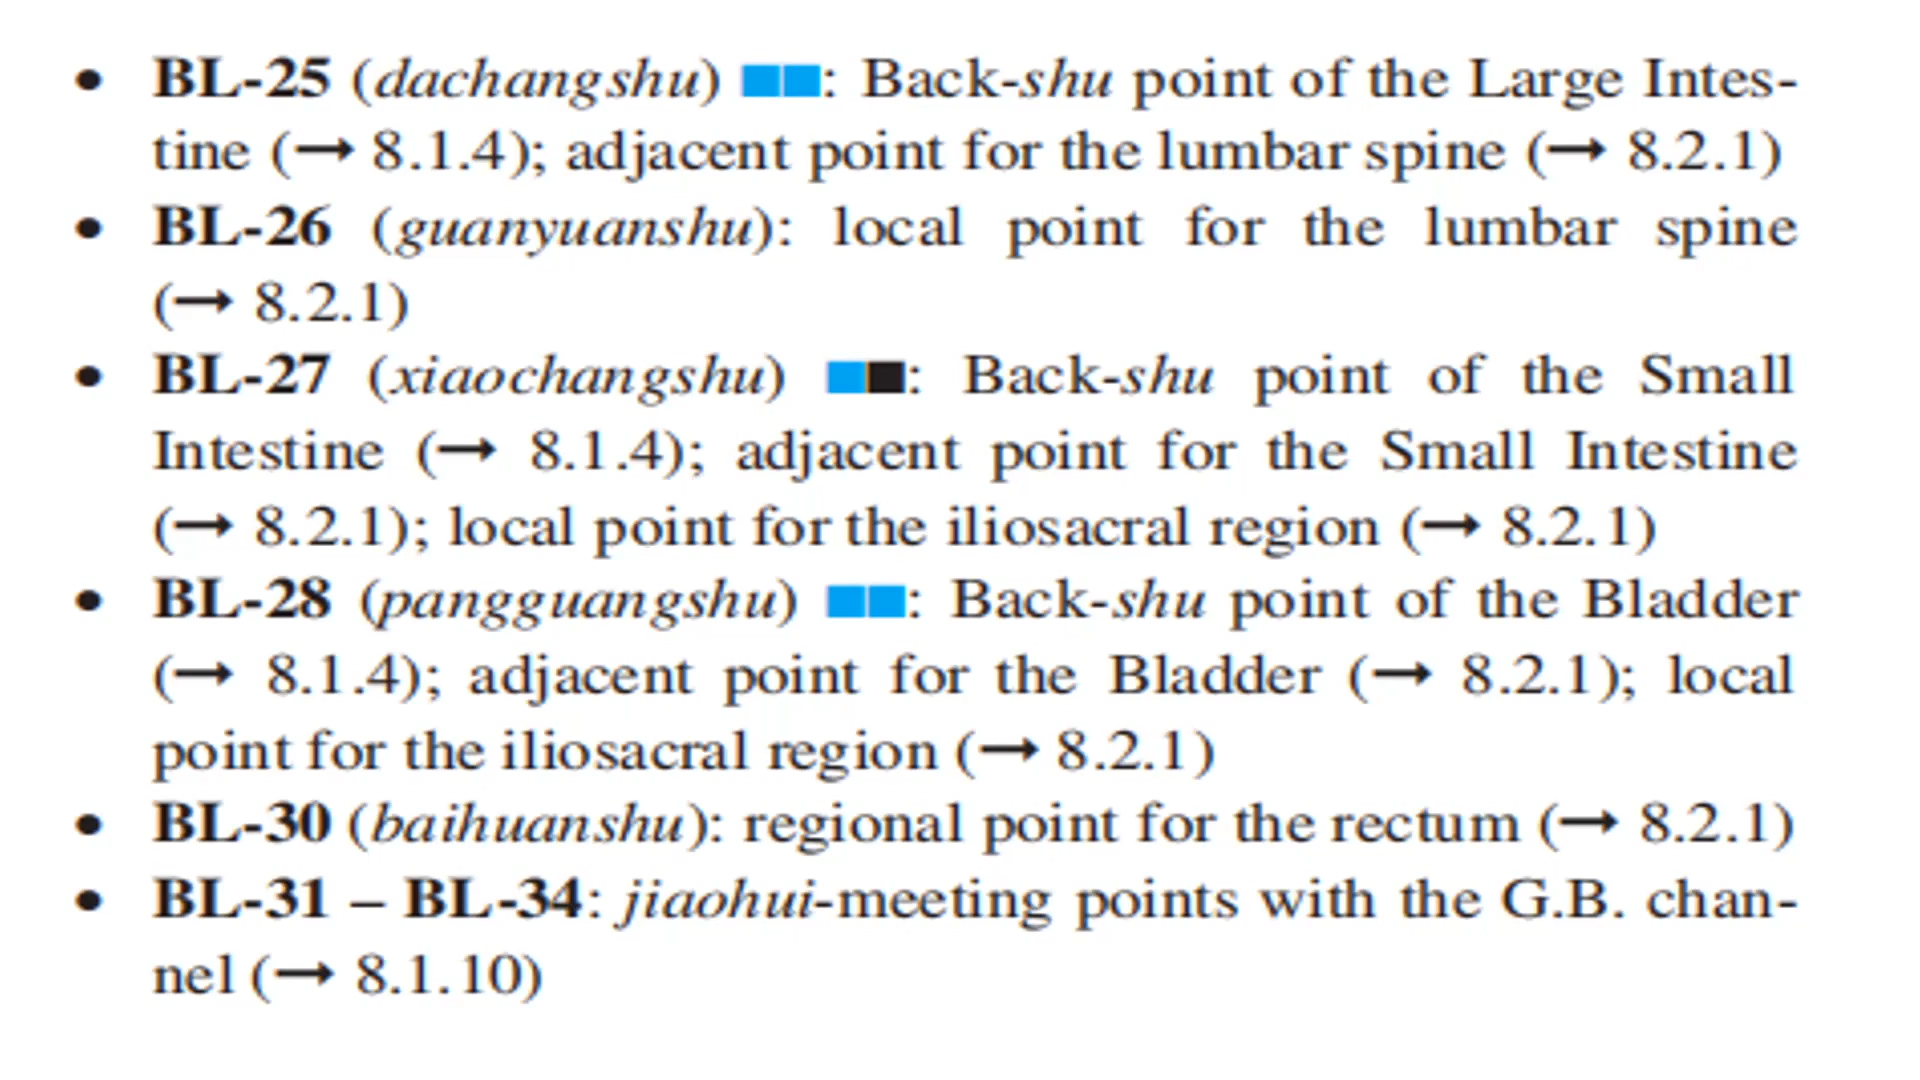 • BL-25 (dachangshu) ■■: Back-shu point of the Large Intes-
tine (→ 8.1.4); adjacent point for the lumbar spine (→ 8.2.1)
• BL-26 (guanyuanshu): local point for the lumbar spine
(→ 8.2.1)
• BL-27 (xiaochangshu) ■■: Back-shu point of the Small
Intestine (→ 8.1.4); adjacent point for the Small Intestine
(→ 8.2.1); local point for the iliosacral region (→ 8.2.1)
• BL-28 (pangguangshu) ■■: Back-shu point of the Bladder
(→ 8.1.4); adjacent point for the Bladder (→ 8.2.1); local
point for the iliosacral region (→ 8.2.1)
• BL-30 (baihuanshu): regional point for the rectum (→ 8.2.1)
• BL-31 – BL-34: jiaohui-meeting points with the G.B. chan-
nel (→ 8.1.10)